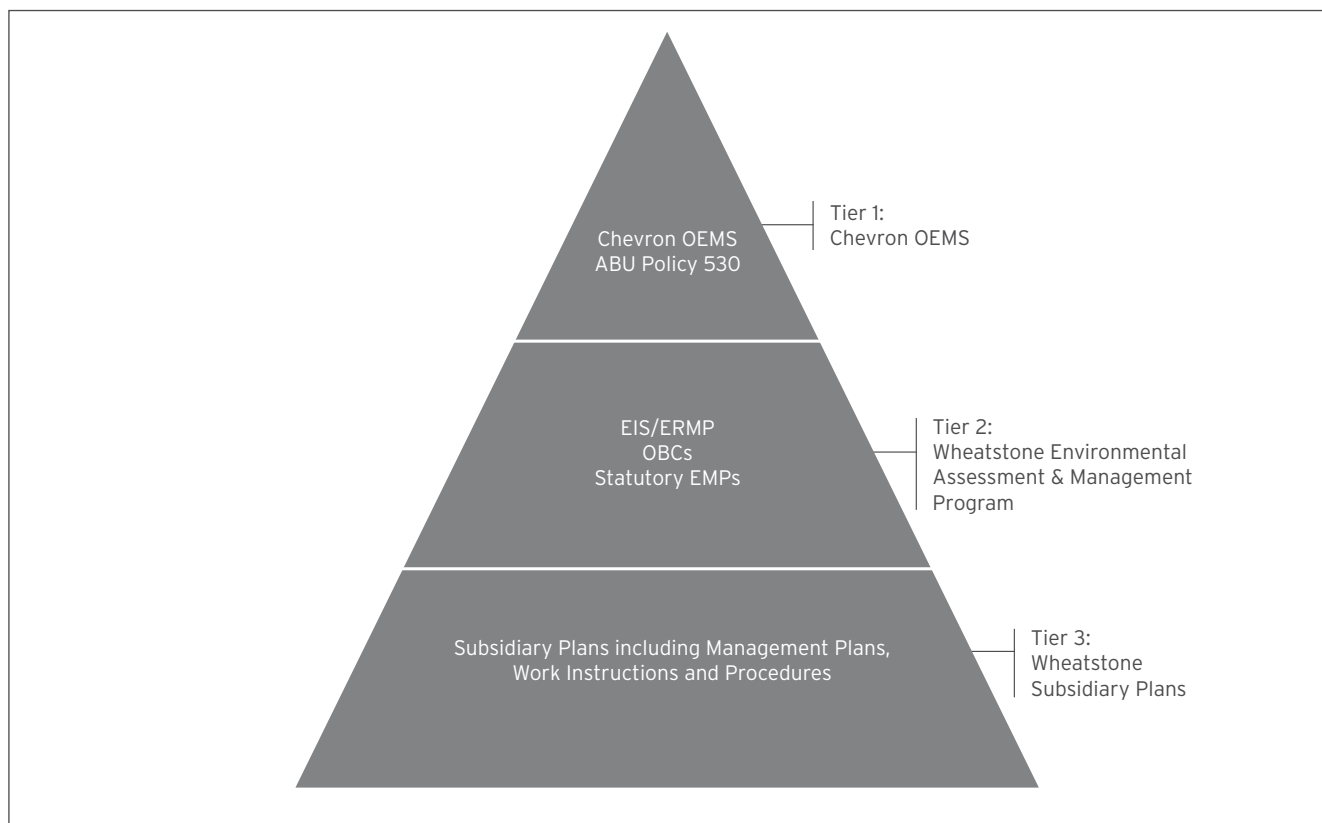 Chevron OEMS
ABU Policy 530
Tier 1:
Chevron OEMS
EIS/ERMP
OBCs
Statutory EMPs
Tier 2:
Wheatstone Environmental
Assessment & Management
Program
Subsidiary Plans including Management Plans,
Work Instructions and Procedures
Tier 3:
Wheatstone
Subsidiary Plans